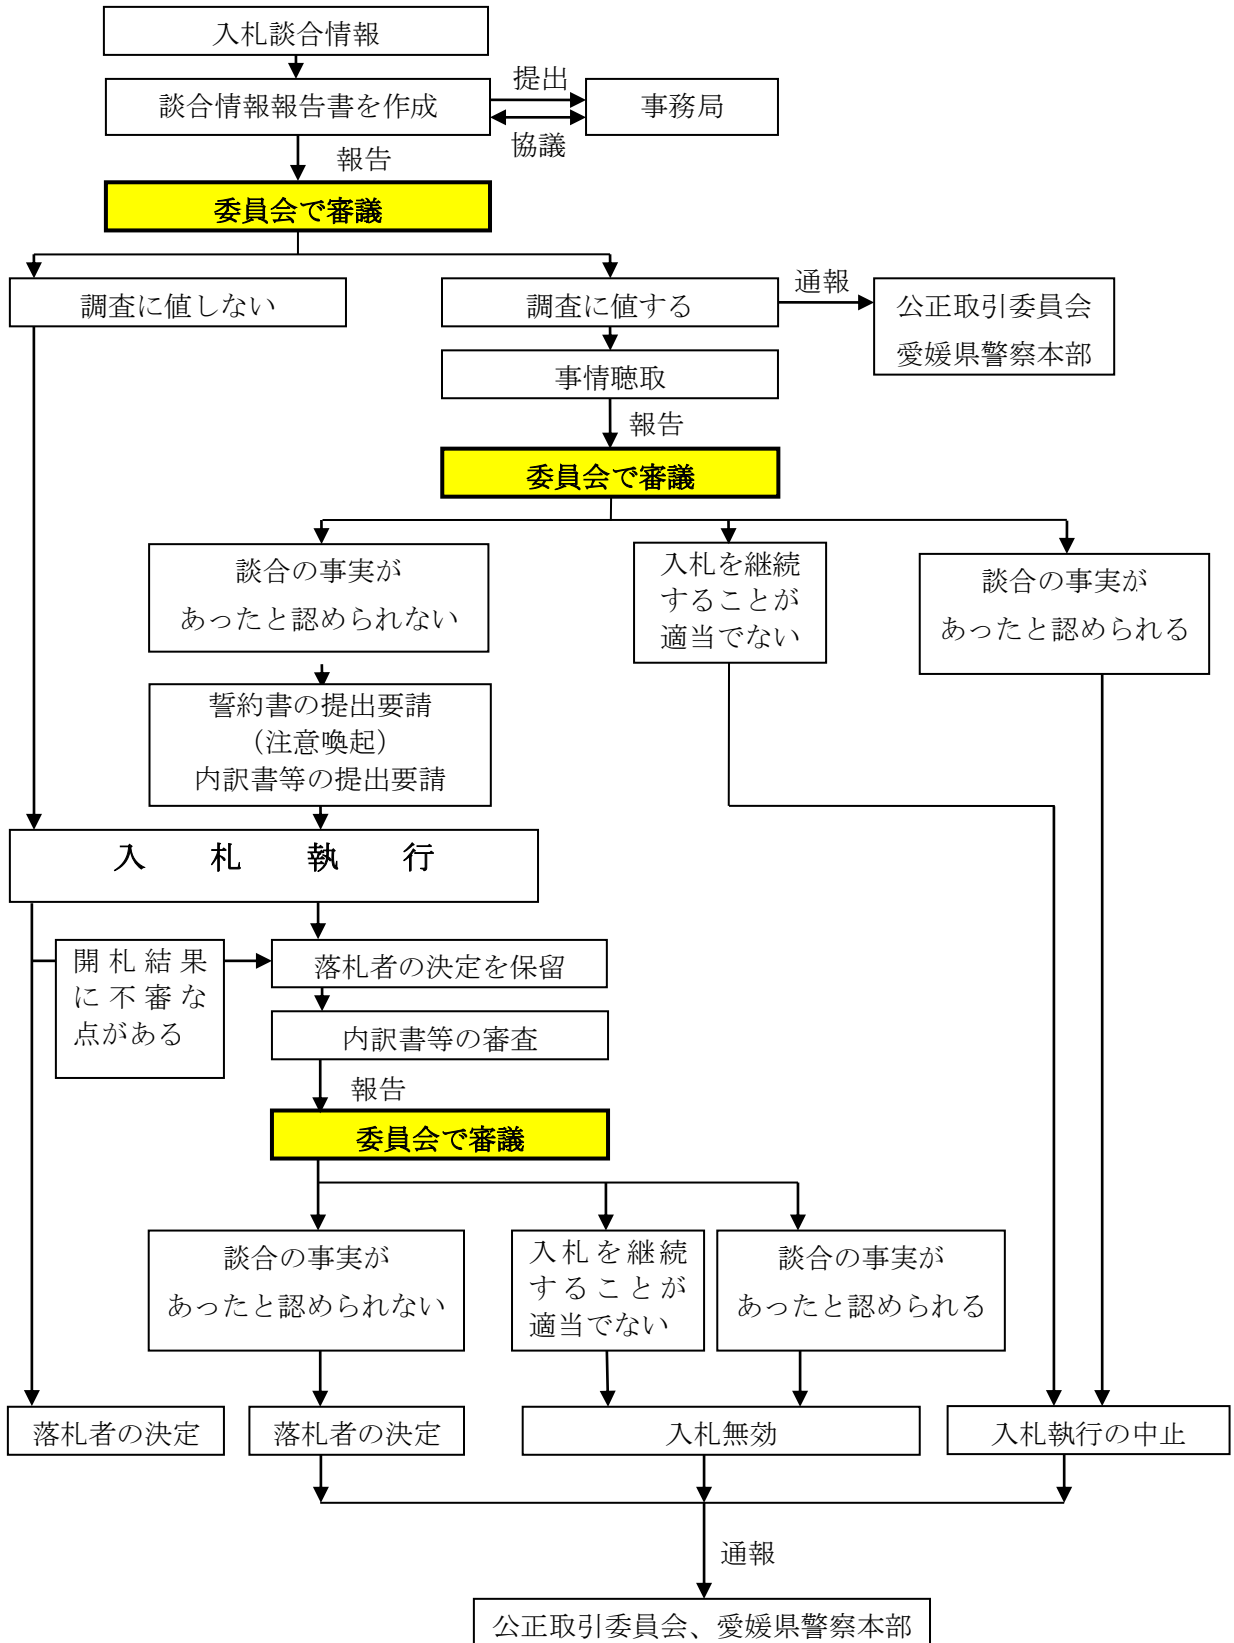 入札談合情報
提出
談合情報報告書を作成
事務局
協議
報告
委員会で審議
調査に値しない
調査に値する
通報
公正取引委員会
愛媛県警察本部
事情聴取
報告
委員会で審議
談合の事実が
あったと認められない
入札を継続
することが
適当でない
談合の事実が
あったと認められる
誓約書の提出要請
（注意喚起）
内訳書等の提出要請
入　札　執　行
開札結果
に不審な
点がある
落札者の決定を保留
内訳書等の審査
報告
委員会で審議
談合の事実が
あったと認められない
入札を継続
することが
適当でない
談合の事実が
あったと認められる
落札者の決定
落札者の決定
入札無効
入札執行の中止
通報
公正取引委員会、愛媛県警察本部